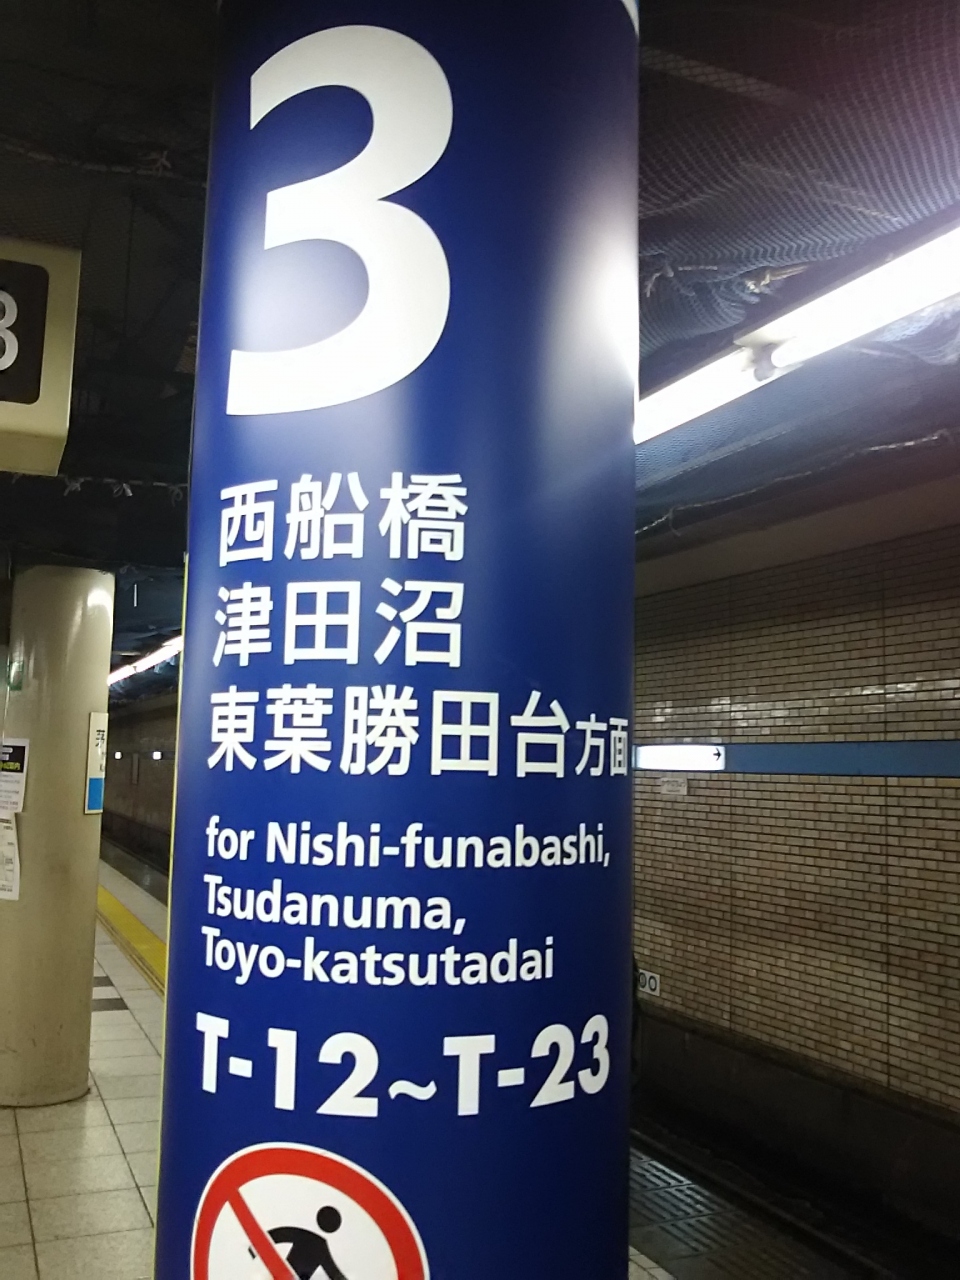 3
西船橋
津田沼
東葉勝田台方面
for Nishi-funabashi,
Tsudanuma,
Toyo-katsutadai
T-12~T-23